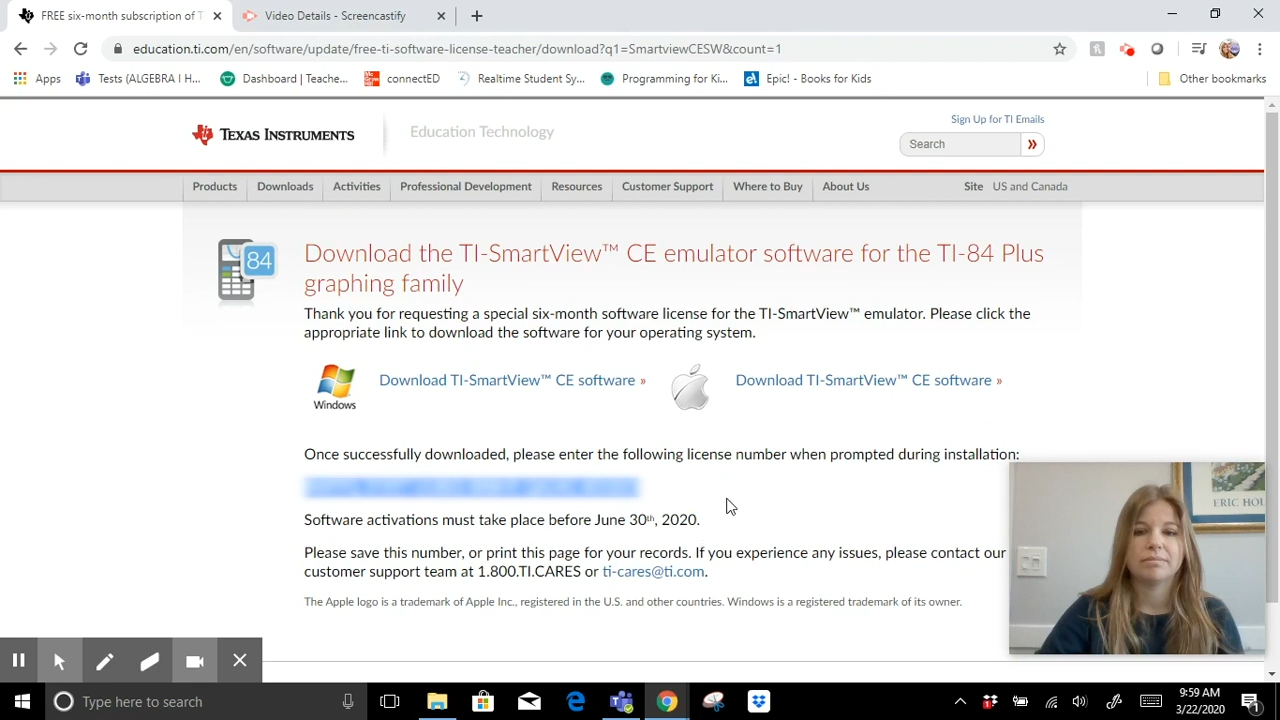 FREE six-month subscription of T
Video Details - Screencastify
education.ti.com/en/software/update/free-ti-software-license-teacher/download?q1=SmartviewCESW&count=1
Apps
Tests (ALGEBRA I H...
Dashboard | Teache...
connectED
Realtime Student Sy...
Programming for Ki...
Epic! - Books for Kids
Other bookmarks
TEXAS INSTRUMENTS
Education Technology
Sign Up for TI Emails
Search
Products
Downloads
Activities
Professional Development
Resources
Customer Support
Where to Buy
About Us
Site US and Canada
84
Download the TI-SmartView™ CE emulator software for the TI-84 Plus
graphing family
Thank you for requesting a special six-month software license for the TI-SmartView™ emulator. Please click the
appropriate link to download the software for your operating system.
Windows
Download TI-SmartView™ CE software »
Download TI-SmartView™ CE software »
Once successfully downloaded, please enter the following license number when prompted during installation:
Software activations must take place before June 30th, 2020.
Please save this number, or print this page for your records. If you experience any issues, please contact our
customer support team at 1.800.TI.CARES or ti-cares@ti.com.
The Apple logo is a trademark of Apple Inc., registered in the U.S. and other countries. Windows is a registered trademark of its owner.
ERIC HOL
Type here to search
9:59 AM
3/22/2020